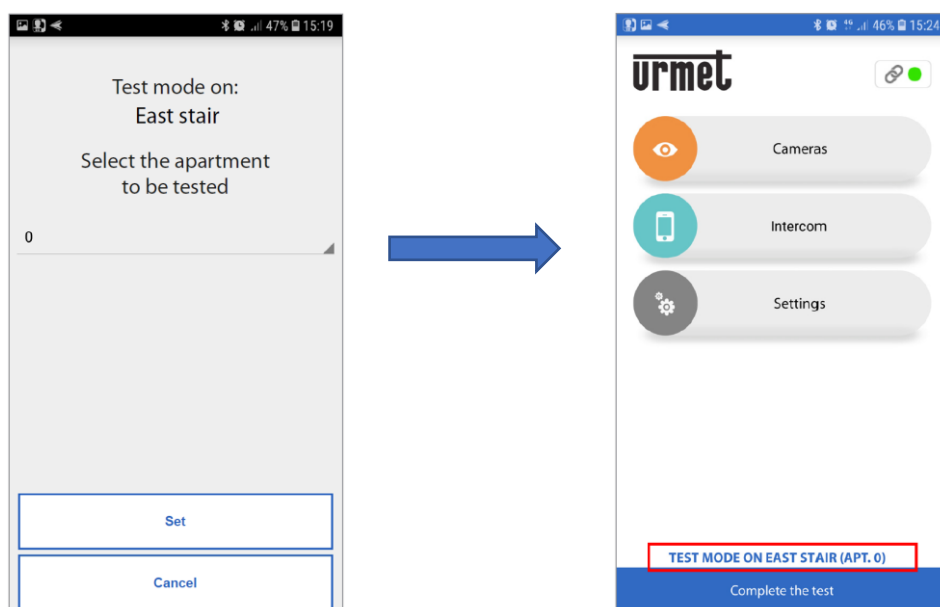 47% 15:19
Test mode on:
East stair
Select the apartment
to be tested
0
Set
Cancel
4G 46% 15:24
urmet
Cameras
Intercom
Settings
TEST MODE ON EAST STAIR (APT. 0)
Complete the test